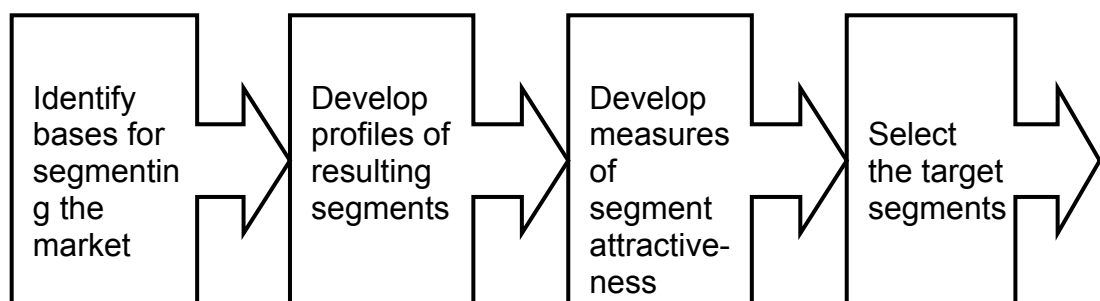 Identify
bases for
segmentin
g the
market
Develop
profiles of
resulting
segments
Develop
measures
of
segment
attractive-
ness
Select
the target
segments